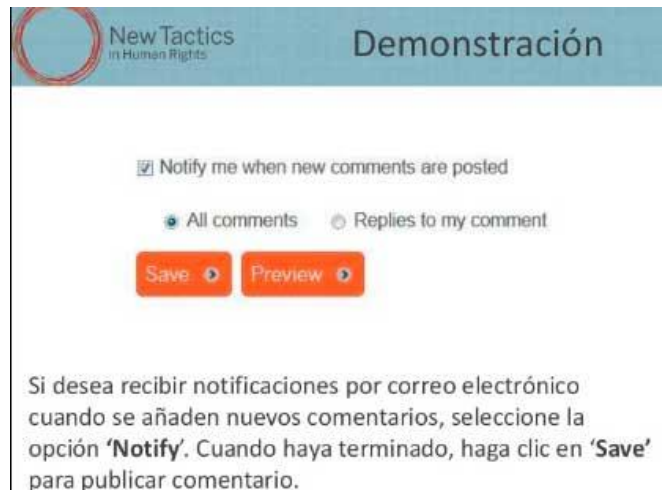 New Tactics
in Human Rights
Demonstración
Notify me when new comments are posted
All comments Replies to my comment
Save Preview
Si desea recibir notificaciones por correo electrónico
cuando se añaden nuevos comentarios, seleccione la
opción ‘Notify’. Cuando haya terminado, haga clic en ‘Save’
para publicar comentario.